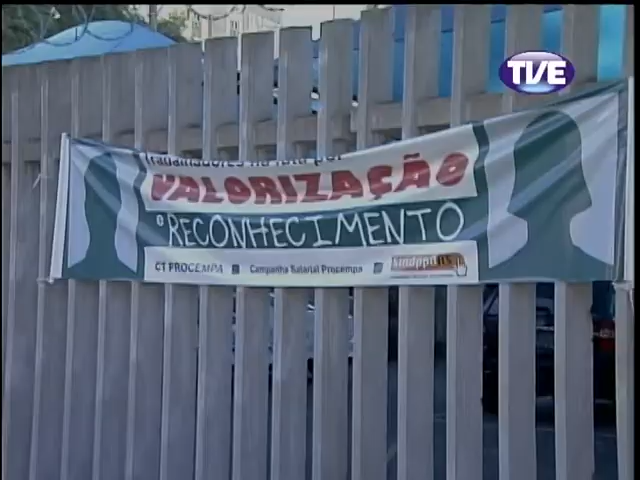 TVE
Trabalhadores na luta por
VALORIZAÇÃO
e RECONHECIMENTO
CT PROCEMPA Campanha Salarial Procempa Sindppd RS